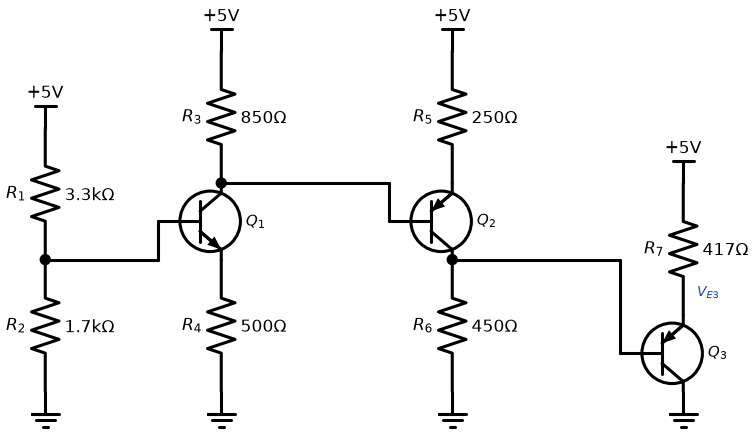 +5V
+5V
+5V
+5V
R1 3.3kΩ
R2 1.7kΩ
R3 850Ω
Q1
R4 500Ω
R5 250Ω
Q2
R6 450Ω
R7 417Ω
VE3
Q3